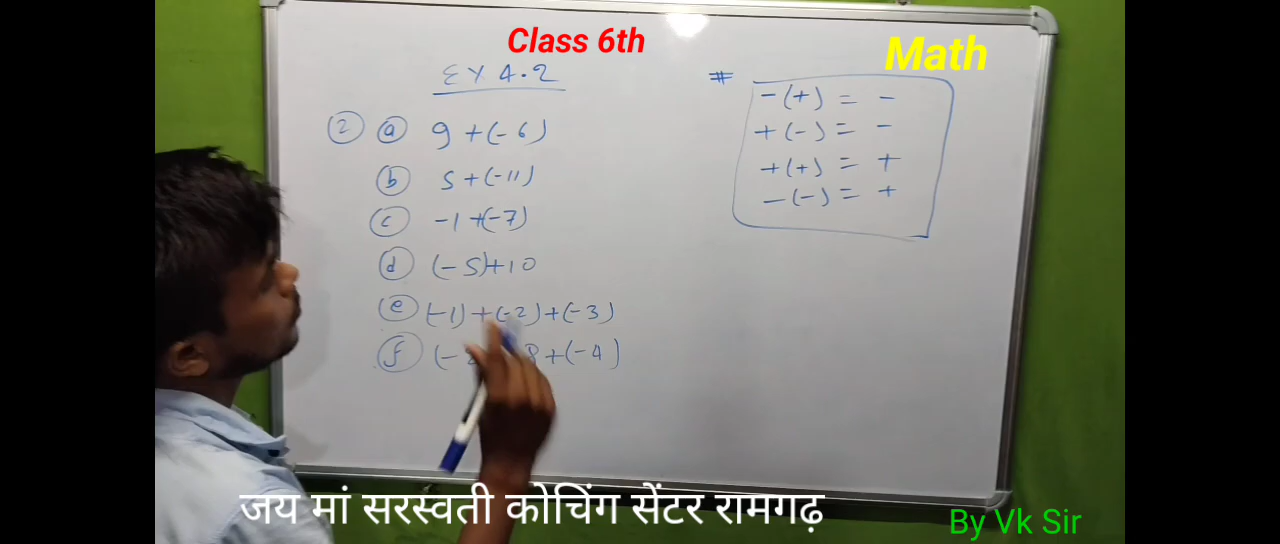 Class 6th
Math
EX 4.2
② ⓐ 9 + (-6)
ⓑ 5 + (-11)
ⓒ -1 + (-7)
ⓓ (-5) + 10
ⓔ (-1) + (-2) + (-3)
ⓕ (- 8 + (-4)
#
-(+) = -
+(-) = -
+(+) = +
-(-) = +
जय मां सरस्वती कोचिंग सेंटर रामगढ़
By Vk Sir